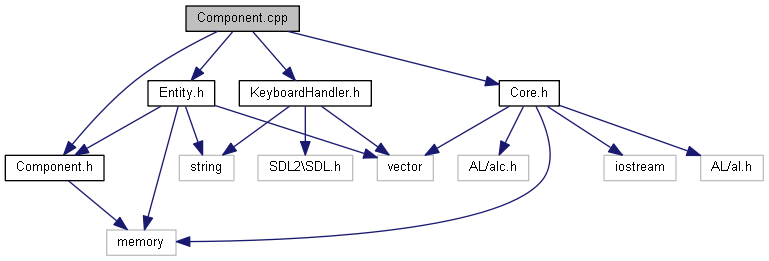 Component.cpp
Entity.h
KeyboardHandler.h
Core.h
Component.h
string
SDL2\SDL.h
vector
AL/alc.h
iostream
AL/al.h
memory